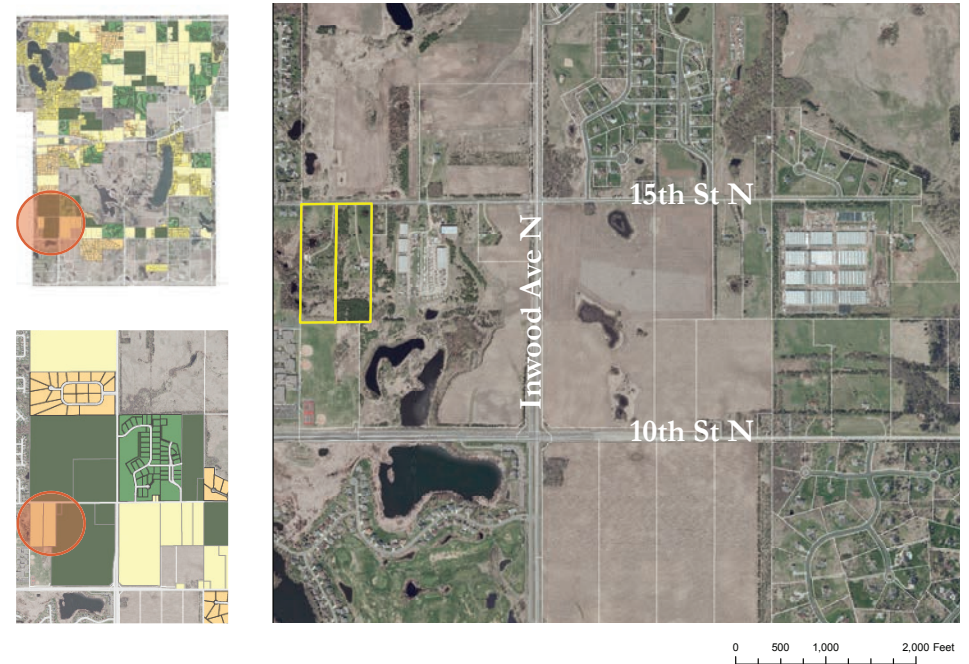 15th St N
Inwood Ave N
10th St N
0 500 1,000 2,000 Feet